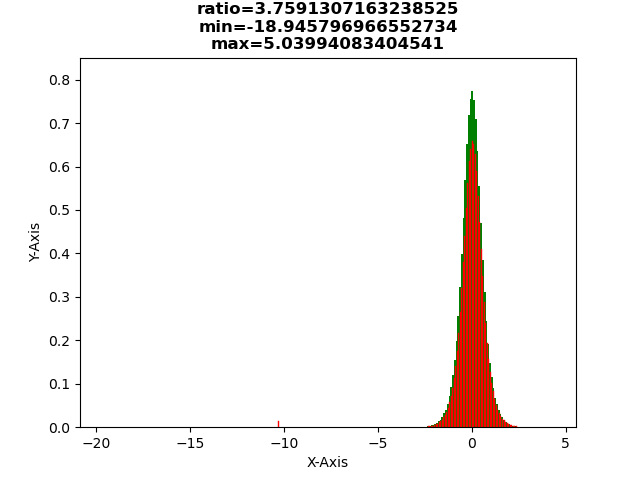 ratio=3.7591307163238525
min=-18.945796966552734
max=5.03994083404541
Y-Axis
0.8
0.7
0.6
0.5
0.4
0.3
0.2
0.1
0.0
−20 −15 −10 −5 0 5
X-Axis